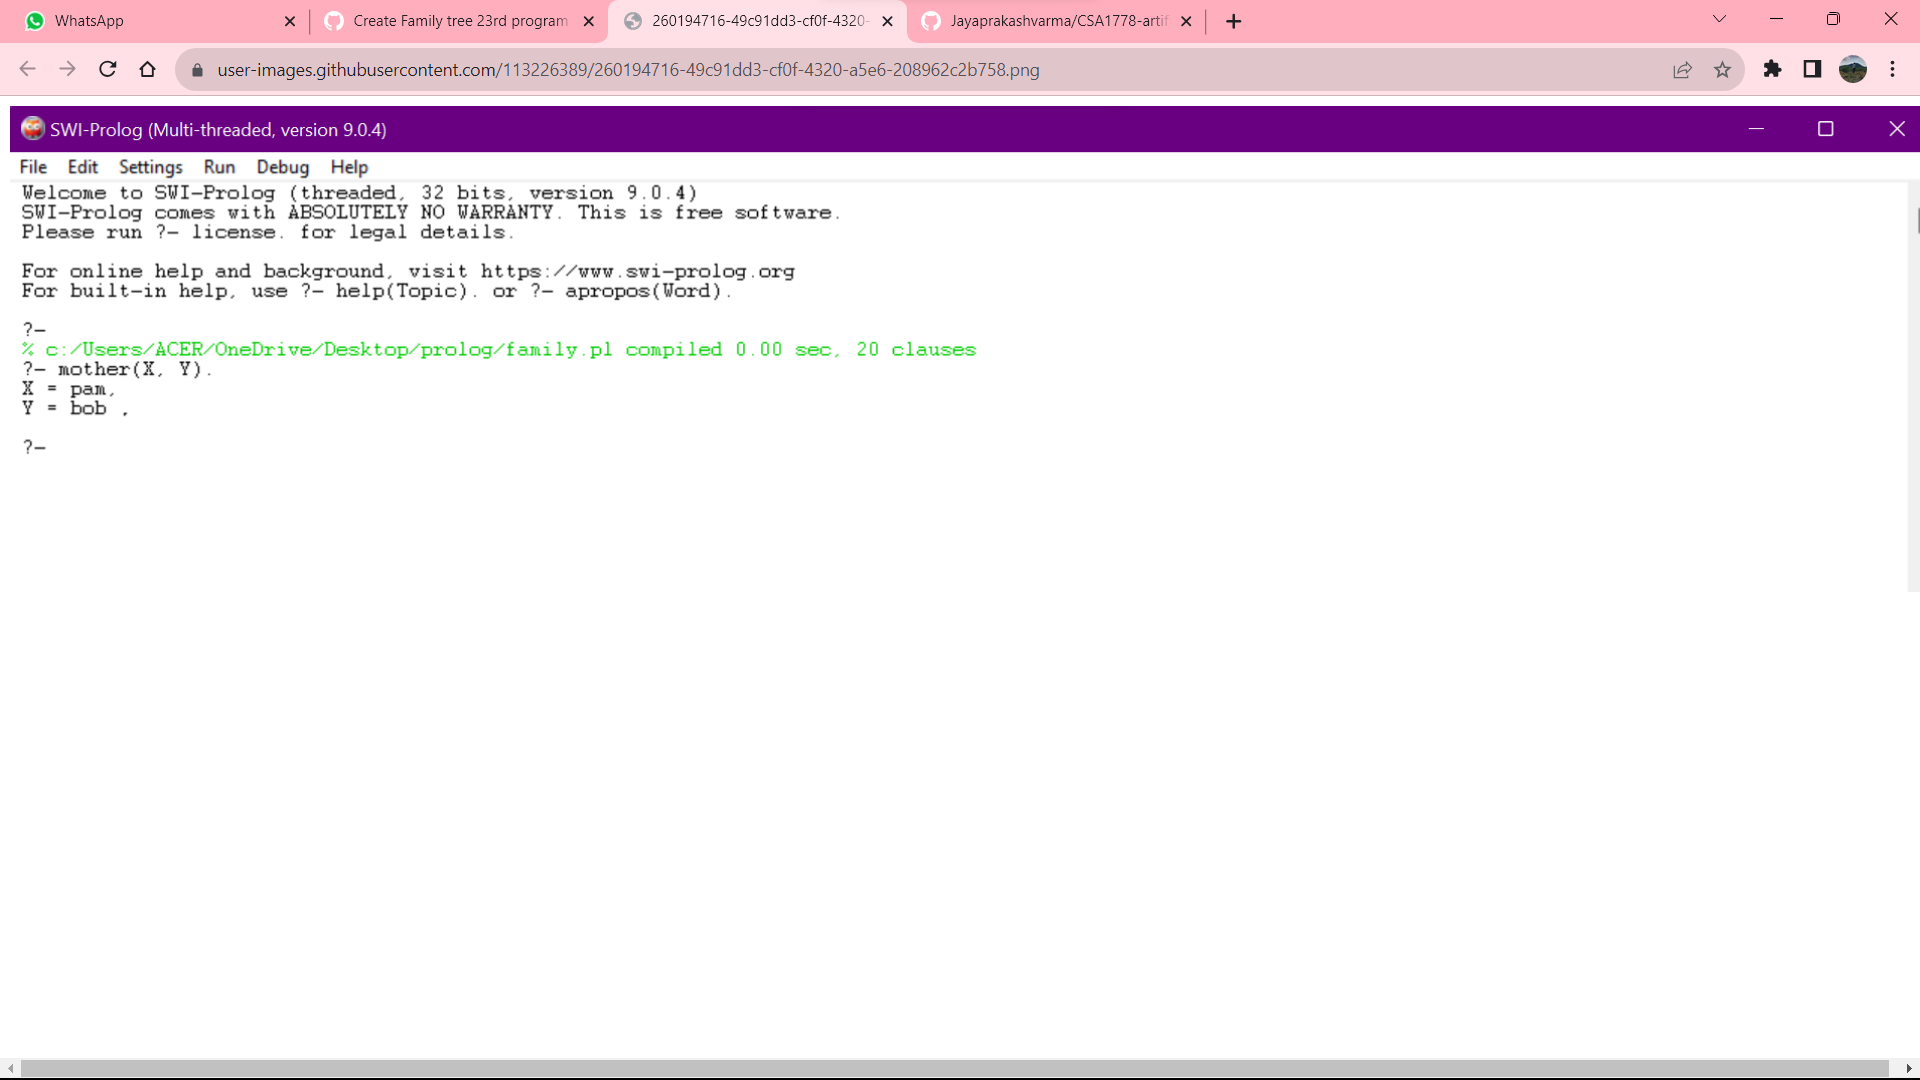 WhatsApp
Create Family tree 23rd program
260194716-49c91dd3-cf0f-4320-
Jayaprakashvarma/CSA1778-artif
user-images.githubusercontent.com/113226389/260194716-49c91dd3-cf0f-4320-a5e6-208962c2b758.png
SWI-Prolog (Multi-threaded, version 9.0.4)
File Edit Settings Run Debug Help
Welcome to SWI-Prolog (threaded, 32 bits, version 9.0.4)
SWI-Prolog comes with ABSOLUTELY NO WARRANTY. This is free software.
Please run ?- license. for legal details.
For online help and background, visit https://www.swi-prolog.org
For built-in help, use ?- help(Topic). or ?- apropos(Word).
?-
% c:/Users/ACER/OneDrive/Desktop/prolog/family.pl compiled 0.00 sec, 20 clauses
?- mother(X, Y).
X = pam,
Y = bob .
?-